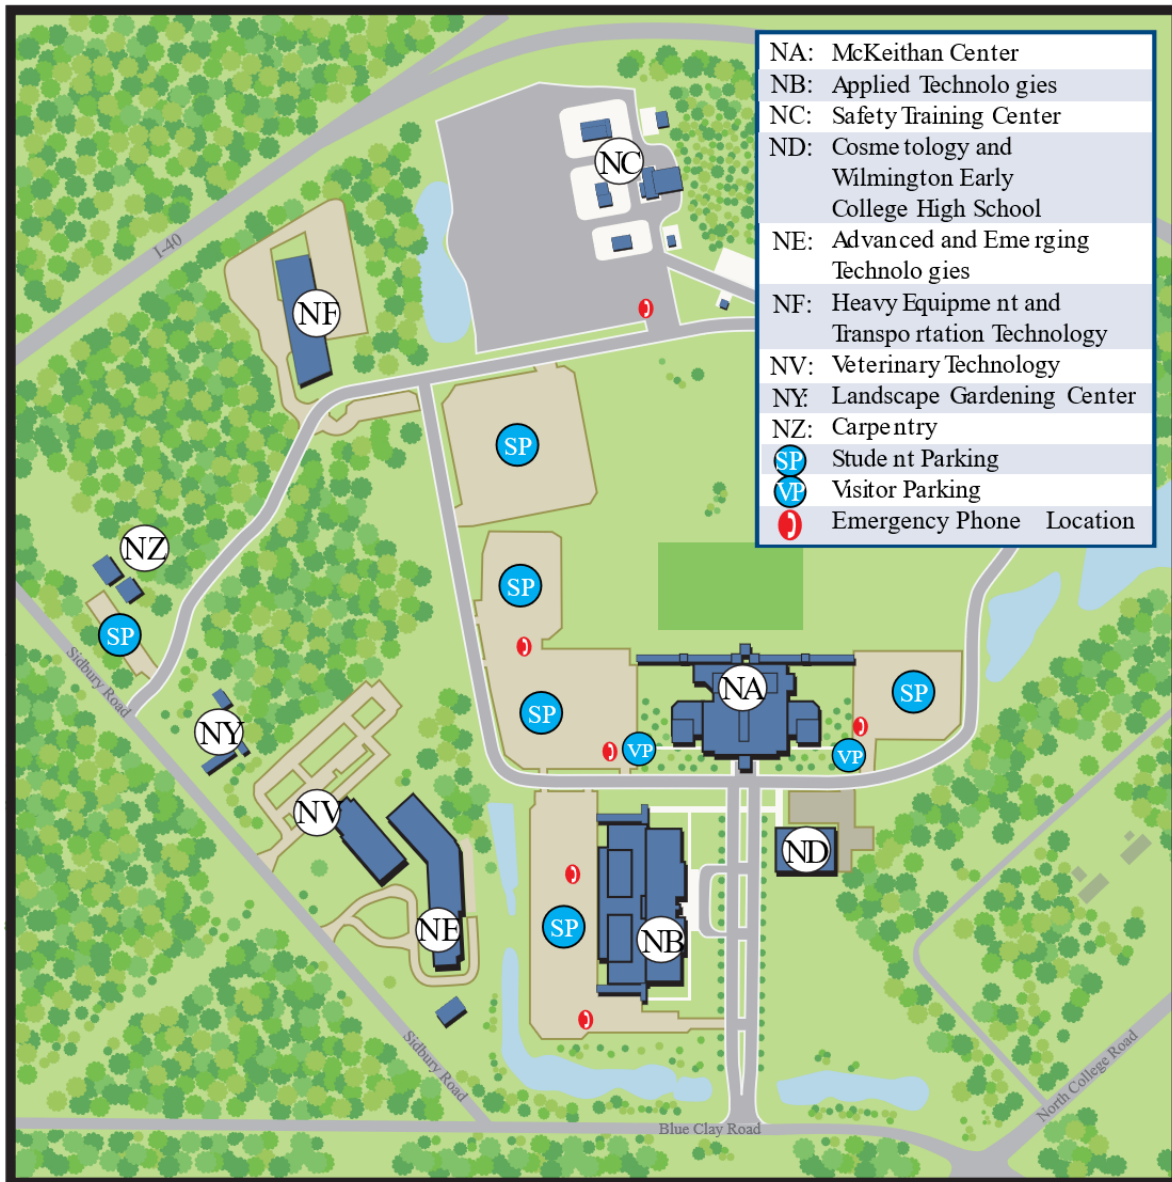 NA: McKeithan Center
NB: Applied Technolo gies
NC: Safety Training Center
ND: Cosme tology and
Wilmington Early
College High School
NE: Advanced and Eme rging
Technolo gies
NF: Heavy Equipme nt and
Transpo rtation Technology
NV: Veterinary Technology
NY: Landscape Gardening Center
NZ: Carpe ntry
SP Stude nt Parking
VP Visitor Parking
Emergency Phone Location
NC
I-40
NF
SP
NZ
SP
SP
Sidbury Road
NA
SP
SP
NY
VP
VP
NV
ND
NE
SP
NB
Sidbury Road
North College Road
Blue Clay Road